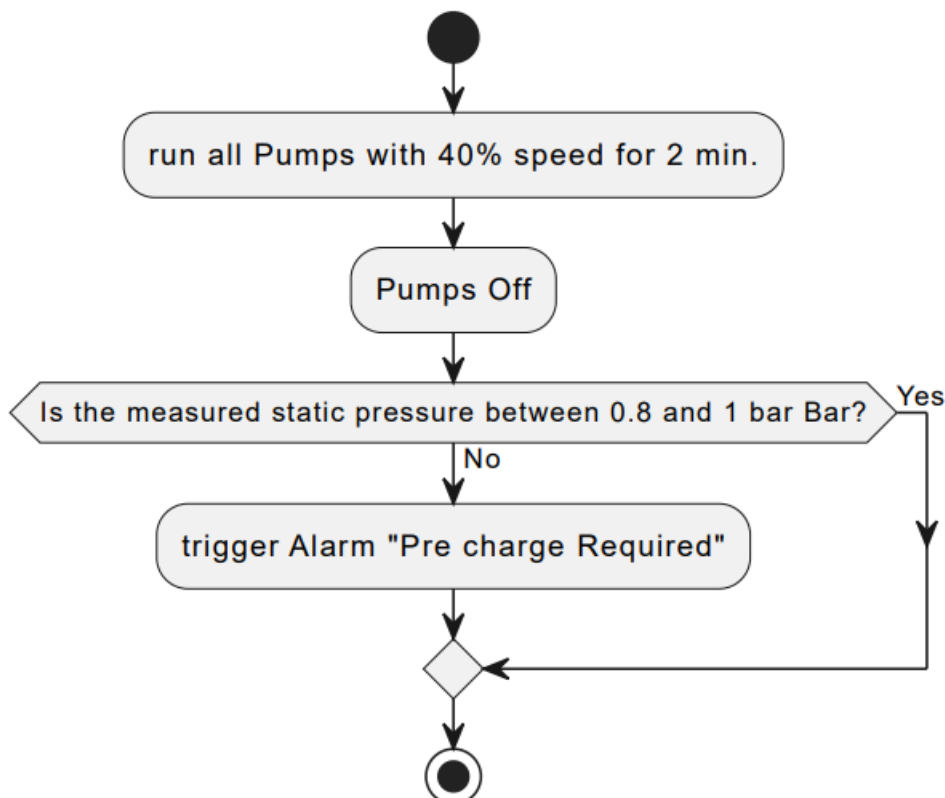 run all Pumps with 40% speed for 2 min.
Pumps Off
Is the measured static pressure between 0.8 and 1 bar Bar?
Yes
No
trigger Alarm "Pre charge Required"